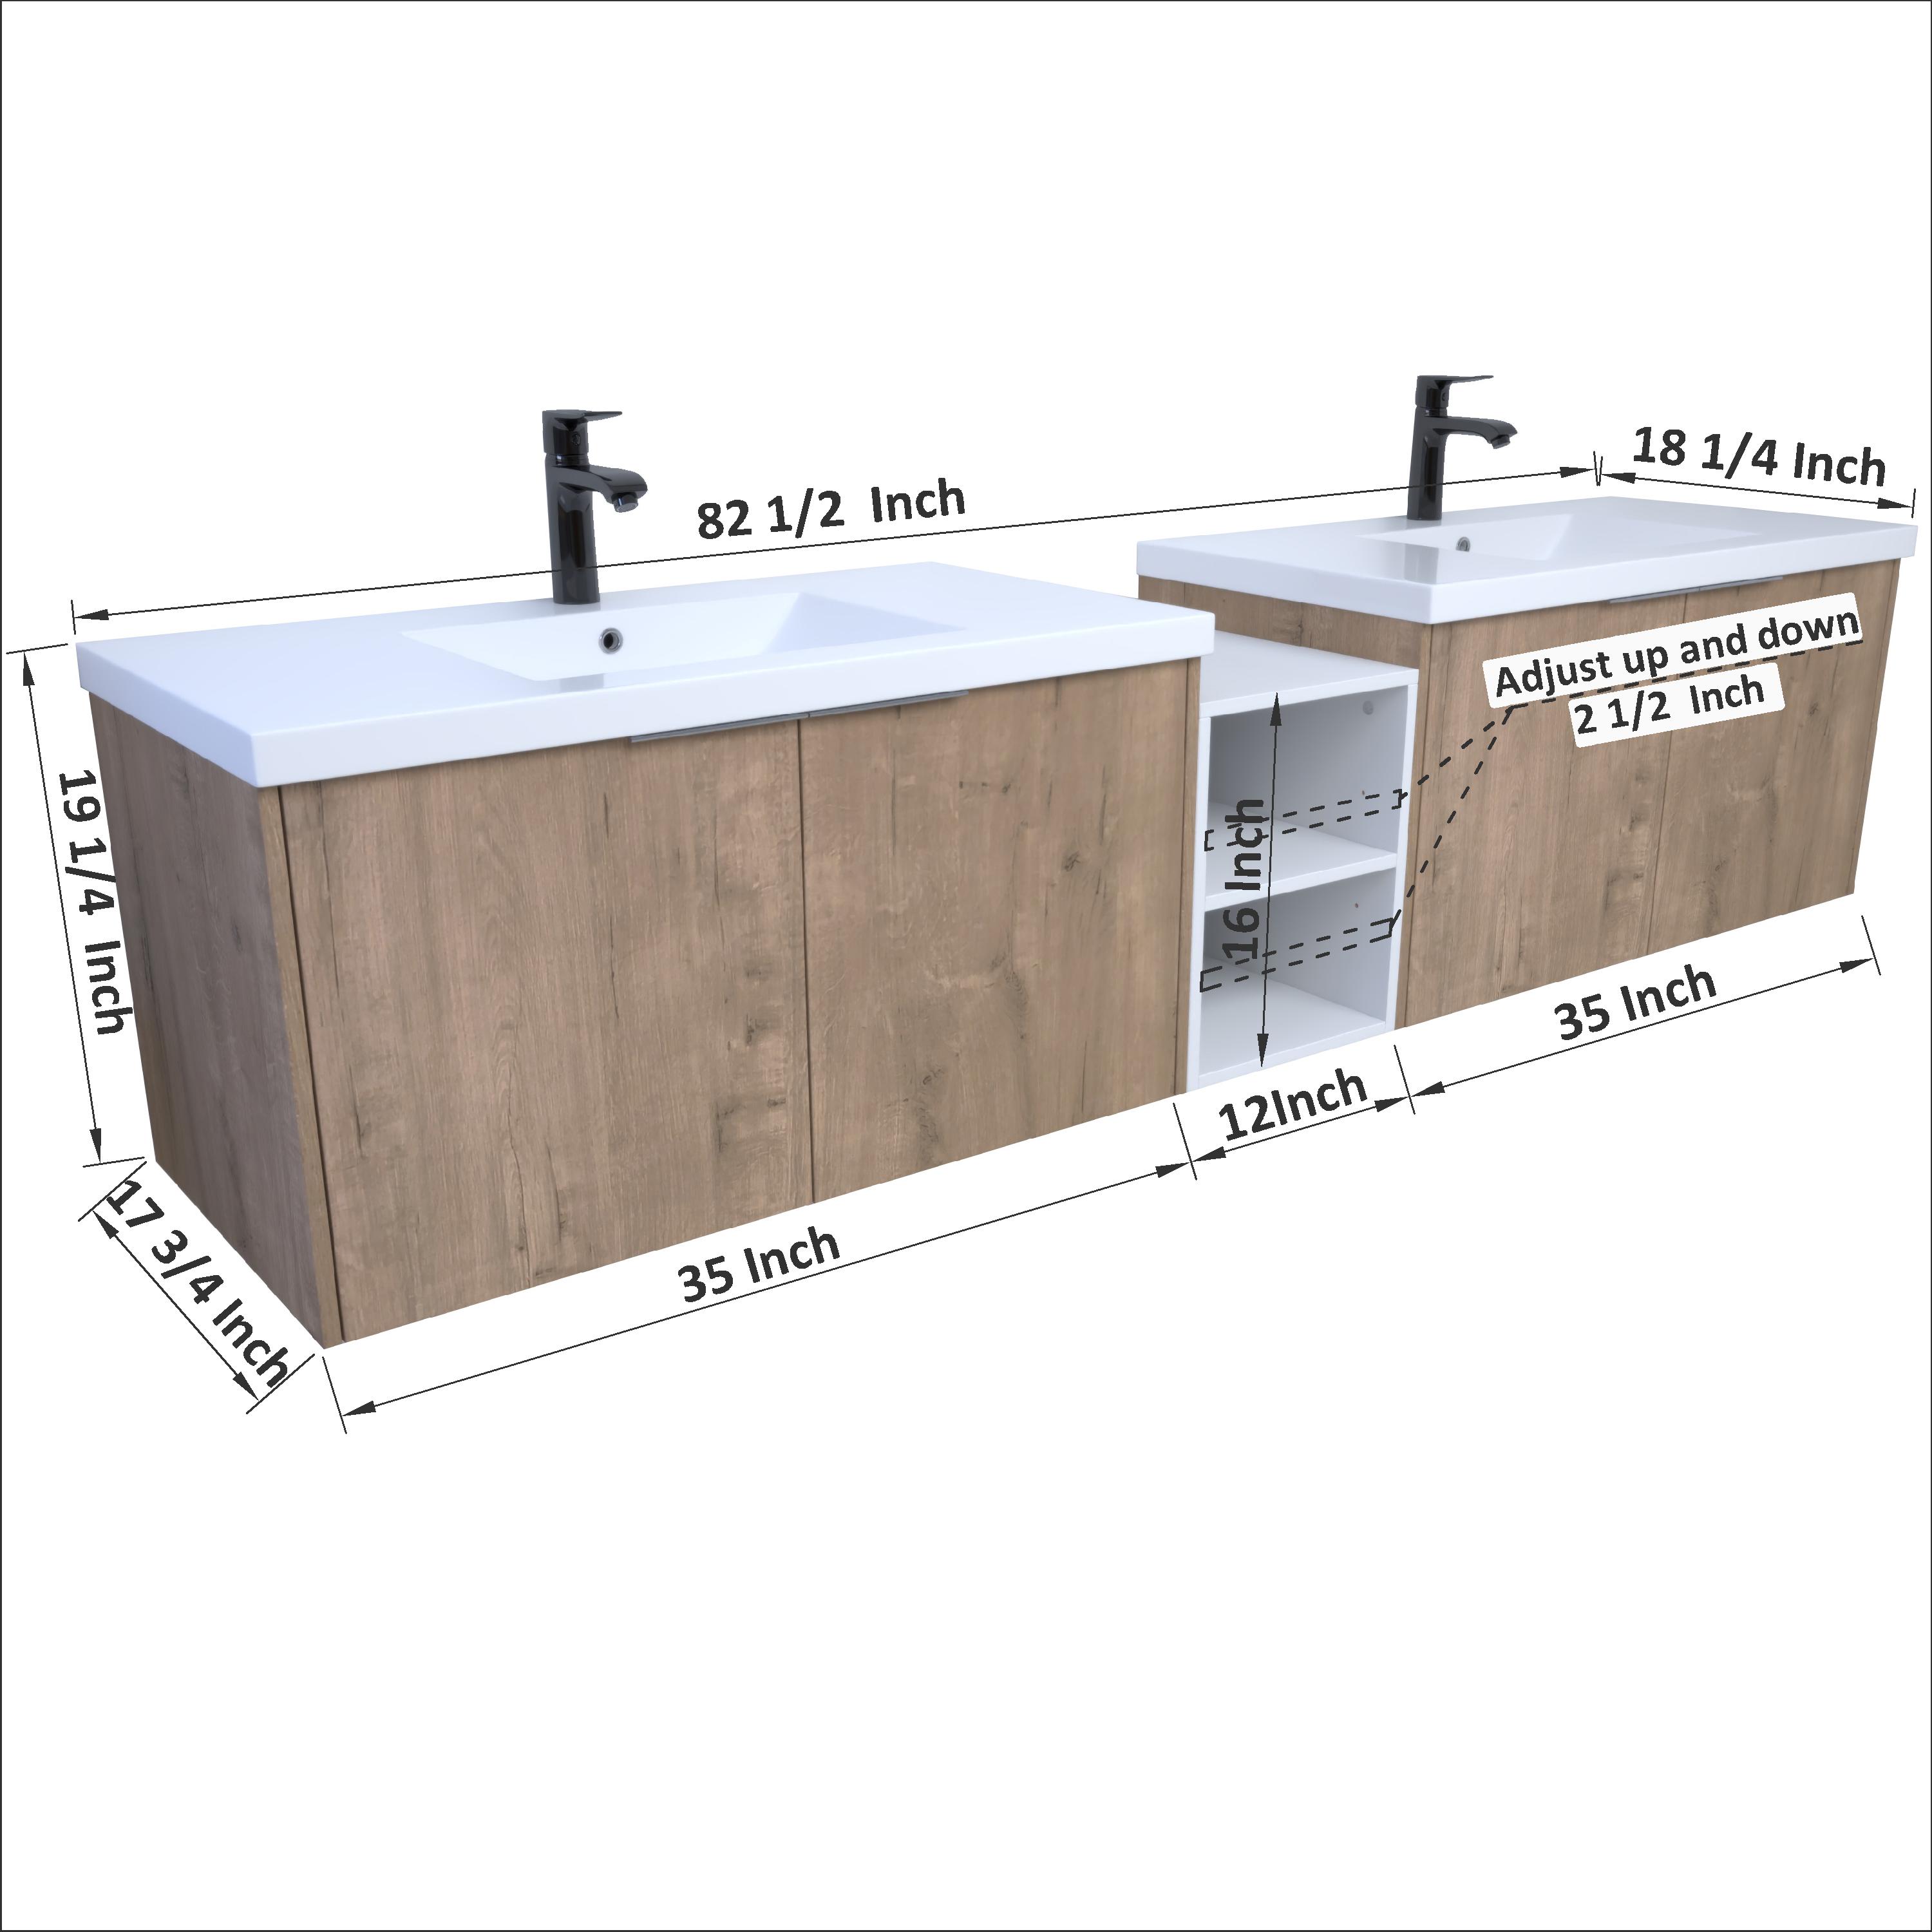 82 1/2 Inch
18 1/4 Inch
Adjust up and down
2 1/2 Inch
19 1/4 Inch
16 Inch
35 Inch
12Inch
17 3/4 Inch
35 Inch